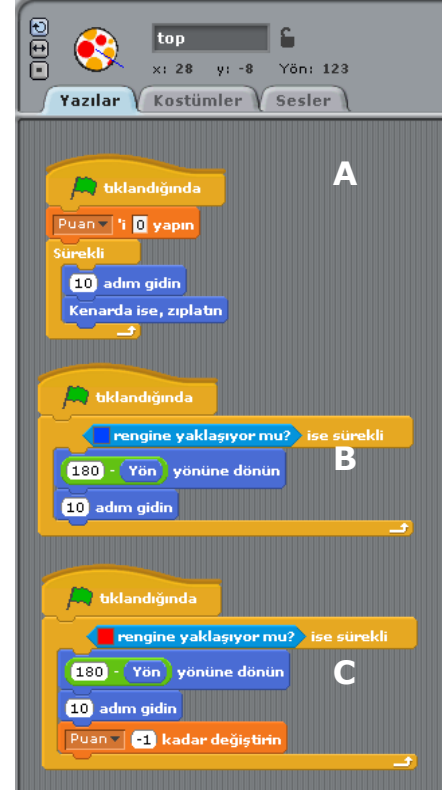 top
x: 28 y: -8 Yön: 123
Yazılar Kostümler Sesler
A
tıklandığında
Puan 'i 0 yapın
Sürekli
10 adım gidin
Kenarda ise, zıplatın
tıklandığında
rengine yaklaşıyor mu? ise sürekli
B
180 - Yön yönüne dönün
10 adım gidin
tıklandığında
rengine yaklaşıyor mu? ise sürekli
180 - Yön yönüne dönün
C
10 adım gidin
Puan -1 kadar değiştirin